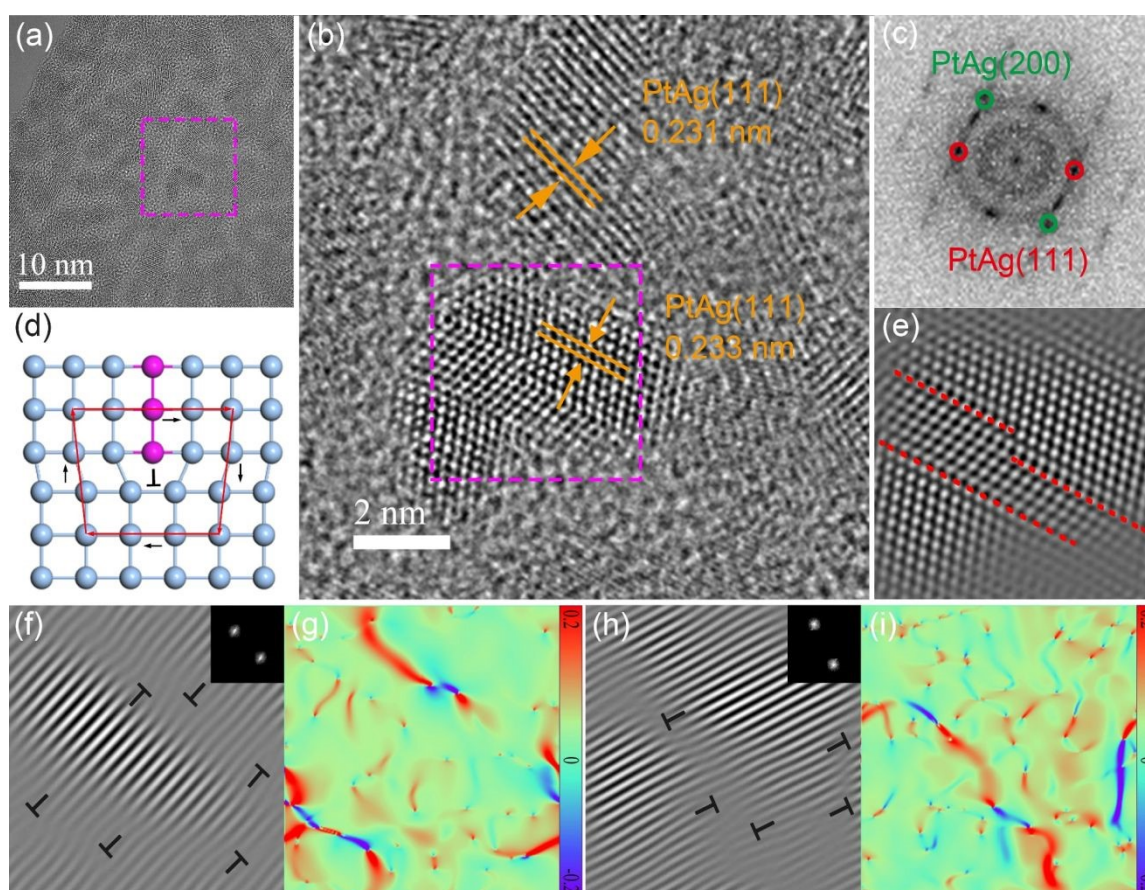 (a)
10 nm
(b)
PtAg(111)
0.231 nm
PtAg(111)
0.233 nm
2 nm
(c)
PtAg(200)
PtAg(111)
(d)
(e)
(f)
(g)
0.2
0
-0.2
(h)
(i)
0